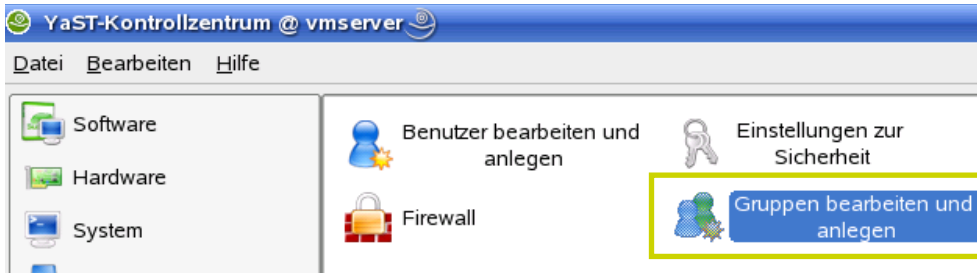 YaST-Kontrollzentrum @ vmserver
Datei Bearbeiten Hilfe
Software
Hardware
System
Benutzer bearbeiten und
anlegen
Einstellungen zur
Sicherheit
Firewall
Gruppen bearbeiten und
anlegen